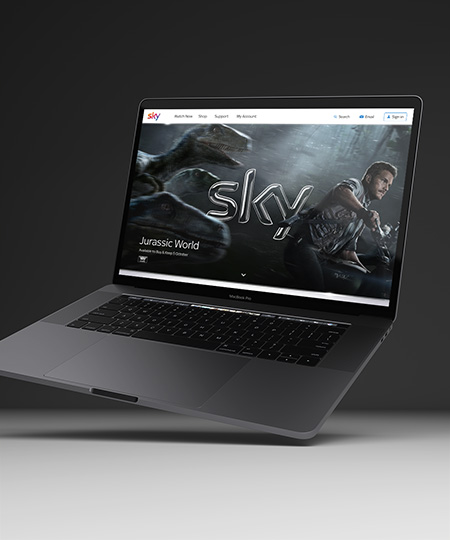 sky Watch Now Shop Support My Account Search Email Sign in
sky
Jurassic World
Available to Buy & Keep 5 October
MacBook Pro